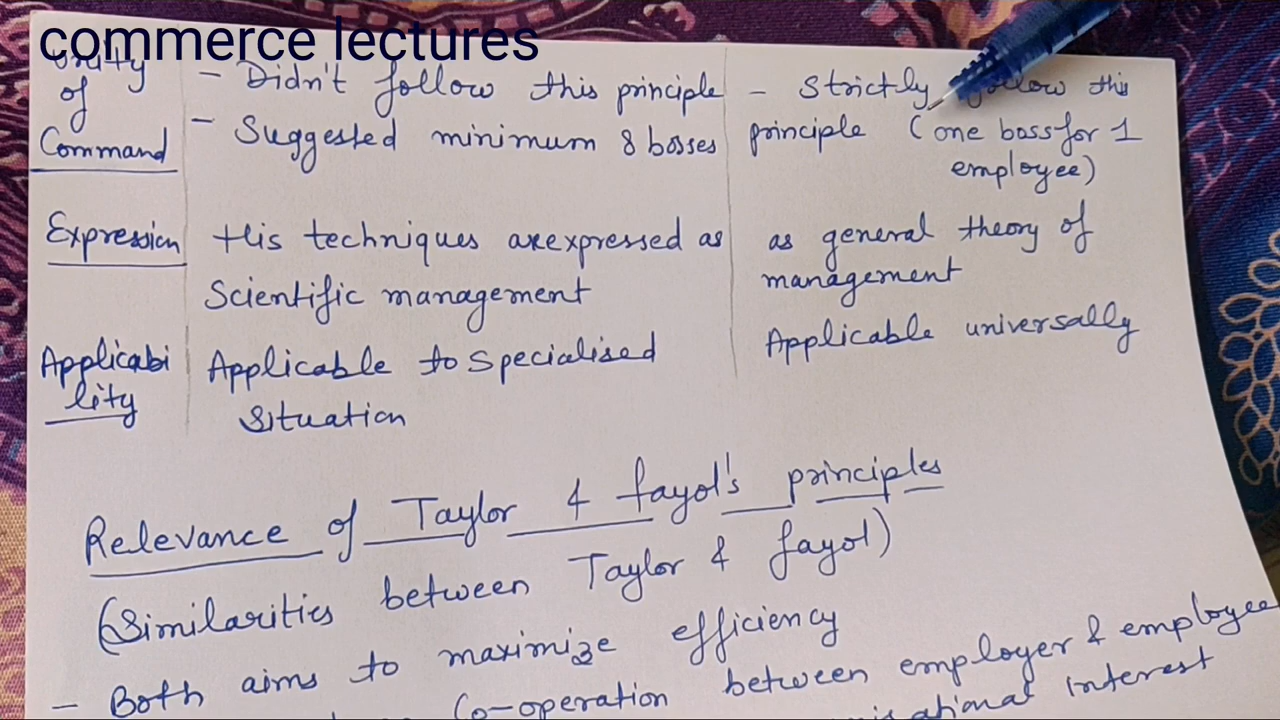 commerce lectures
Unity
of
Command
- Didn't follow this principle
- Suggested minimum 8 bosses
- Strictly follow this
principle (one boss for 1
employee)
Expression
His techniques are expressed as
Scientific management
as general theory of
management
Applicabi
lity
Applicable to specialised
situation
Applicable universally
Relevance of Taylor & fayol's principles
(Similarities between Taylor & fayol)
- Both aims to maximize efficiency
Co-operation between employer & employee
interest